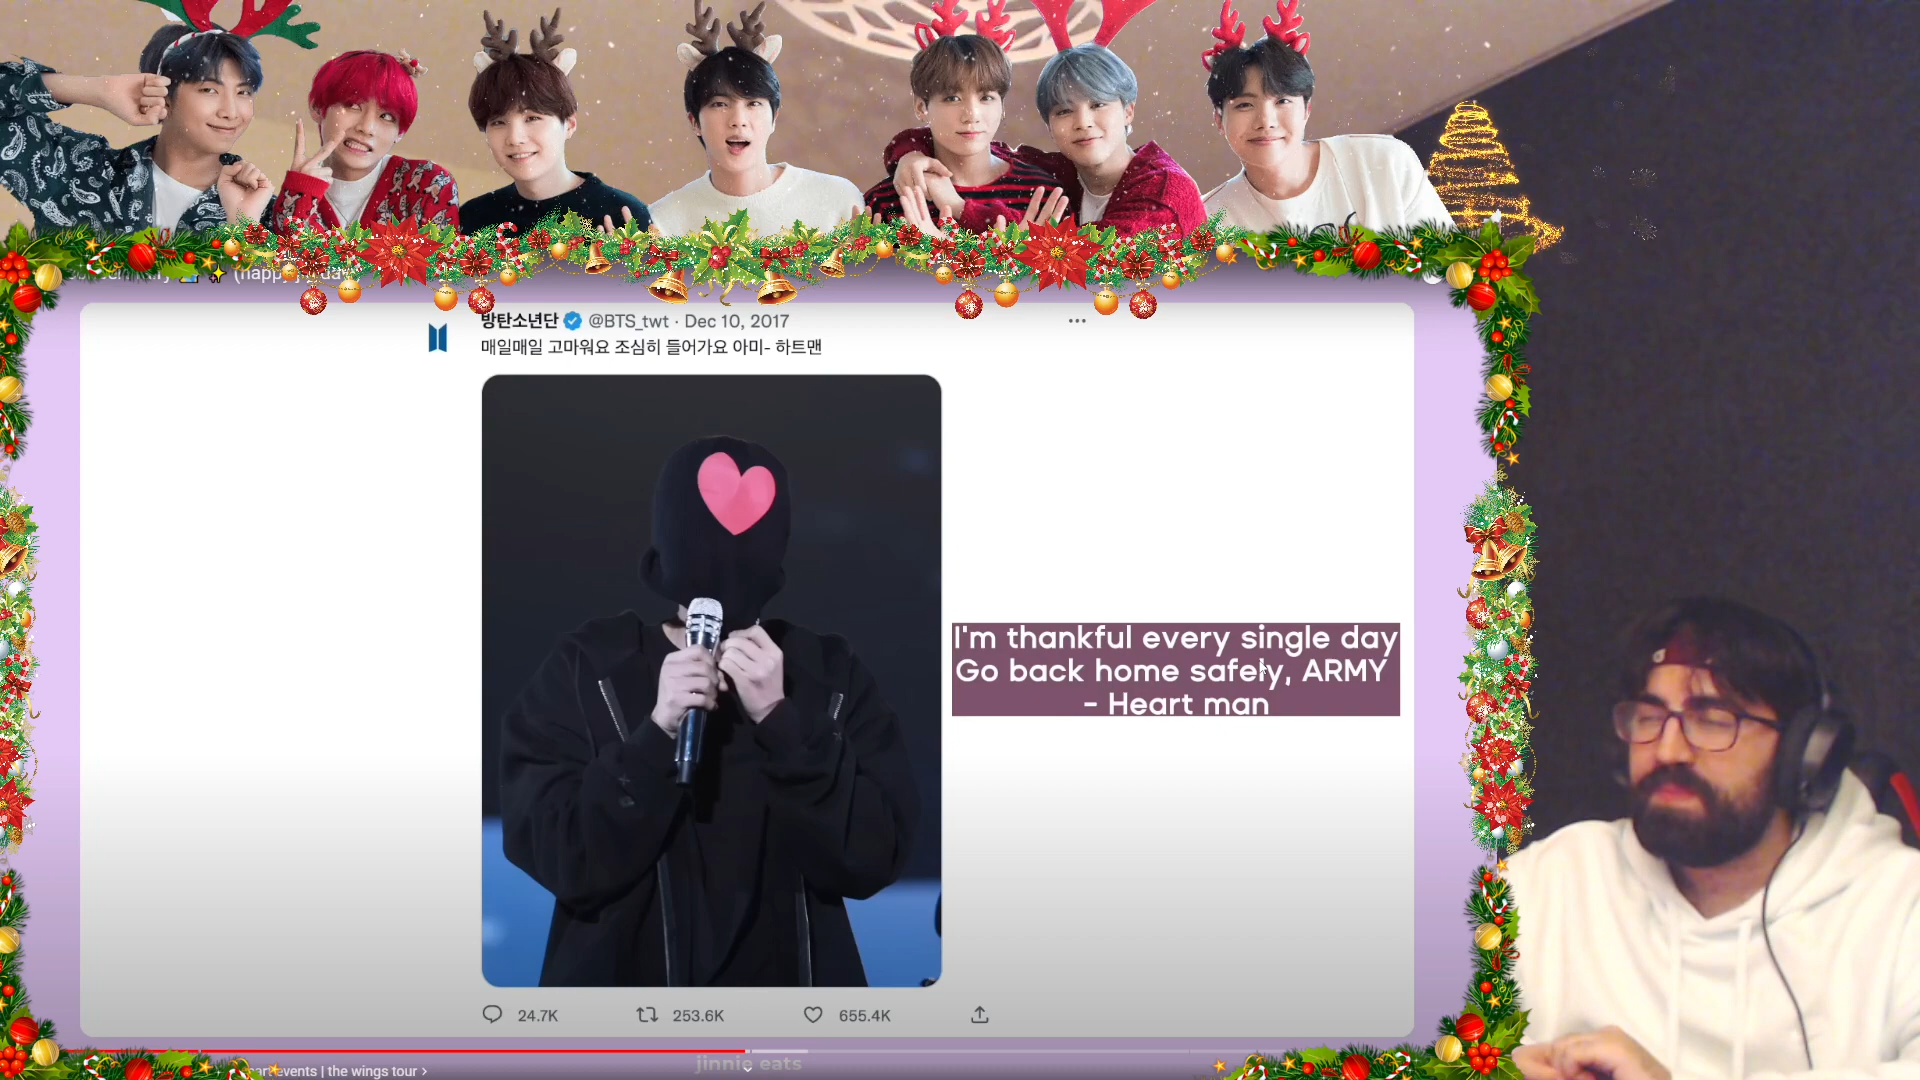 (happy
방탄소년단 @BTS_twt · Dec 10, 2017
매일매일 고마워요 조심히 들어가요 아미- 하트맨
I'm thankful every single day
Go back home safely, ARMY
- Heart man
24.7K 253.6K 655.4K
jinnie eats
events | the wings tour >